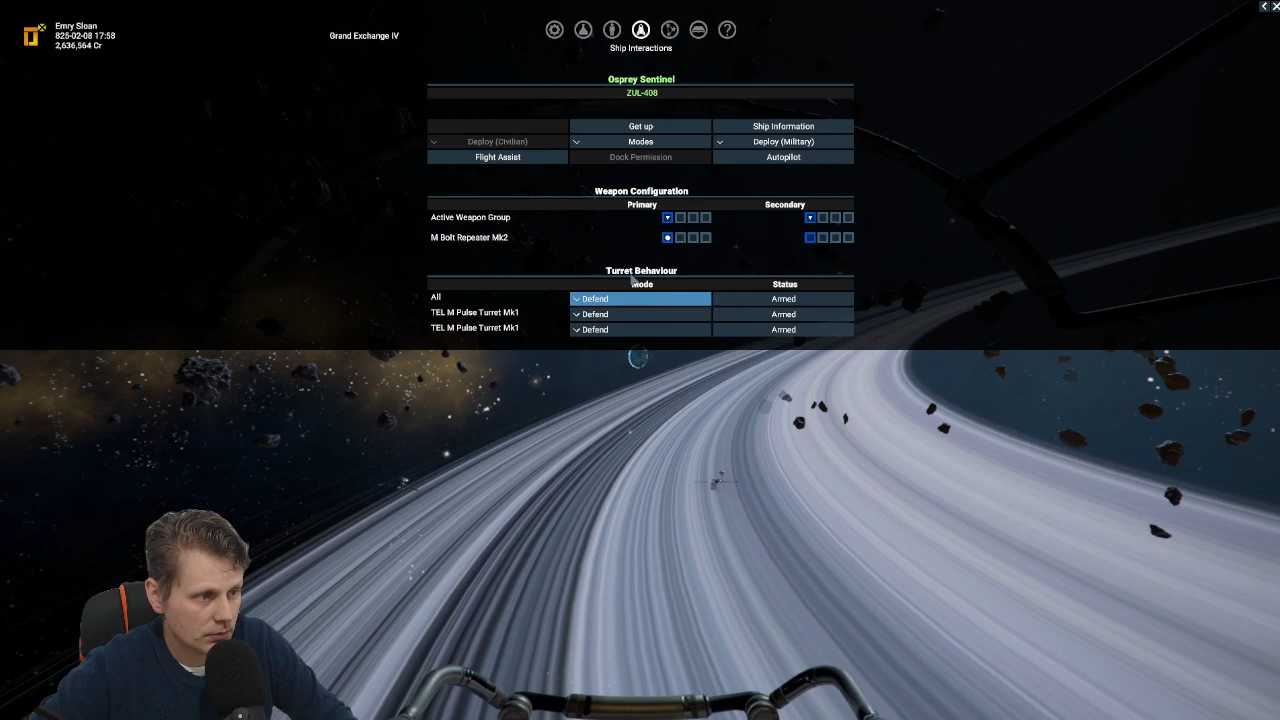 Emry Sloan
825-02-08 17:58
2,636,564 Cr
Grand Exchange IV
Ship Interactions
Osprey Sentinel
ZUL-408
Get up
Ship Information
Deploy (Civilian)
Modes
Deploy (Military)
Flight Assist
Dock Permission
Autopilot
Weapon Configuration
Primary
Secondary
Active Weapon Group
M Bolt Repeater Mk2
Turret Behaviour
Mode
Status
All
Defend
Armed
TEL M Pulse Turret Mk1
Defend
Armed
TEL M Pulse Turret Mk1
Defend
Armed